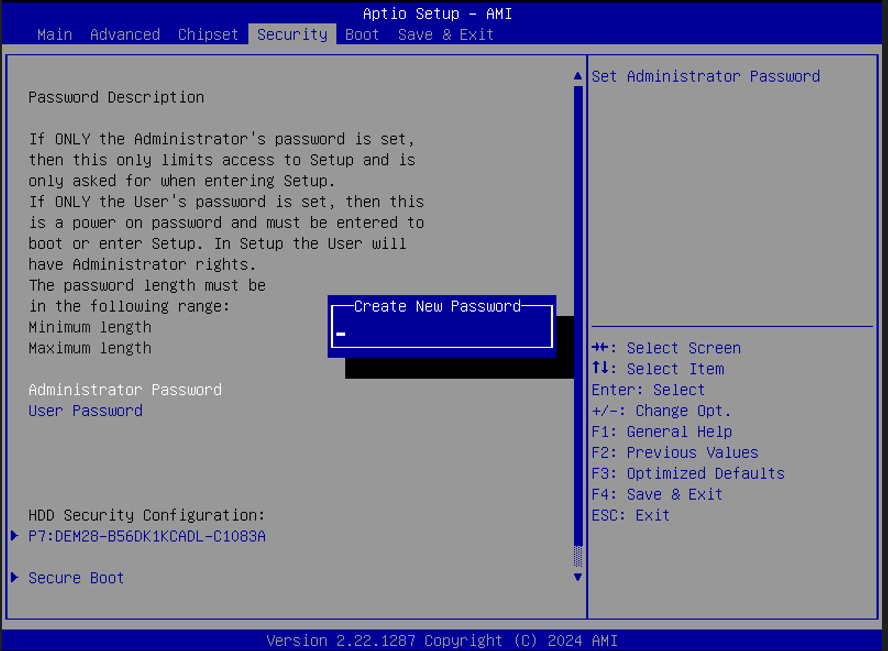 Aptio Setup – AMI
Main Advanced Chipset Security Boot Save & Exit
Password Description
If ONLY the Administrator's password is set,
then this only limits access to Setup and is
only asked for when entering Setup.
If ONLY the User's password is set, then this
is a power on password and must be entered to
boot or enter Setup. In Setup the User will
have Administrator rights.
The password length must be
in the following range:
Minimum length
Maximum length
Administrator Password
User Password
HDD Security Configuration:
P7:DEM28-B56DK1KCADL-C1083A
Secure Boot
Create New Password
Set Administrator Password
→←: Select Screen
↑↓: Select Item
Enter: Select
+/-: Change Opt.
F1: General Help
F2: Previous Values
F3: Optimized Defaults
F4: Save & Exit
ESC: Exit
Version 2.22.1287 Copyright (C) 2024 AMI